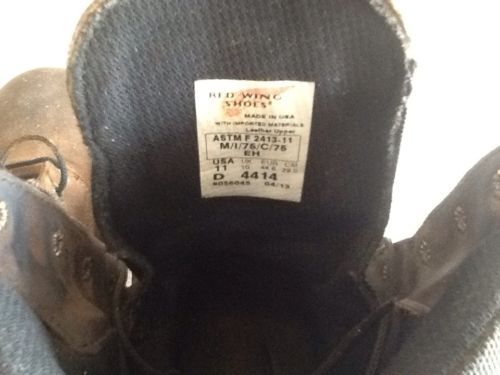 RED WING
SHOES®
MADE IN USA
WITH IMPORTED MATERIALS
Leather Upper
ASTM F 2413-11
M/I/75/C/75
EH
USA UK EUR CM
11 10 44.5 29.0
D 4414
04/13